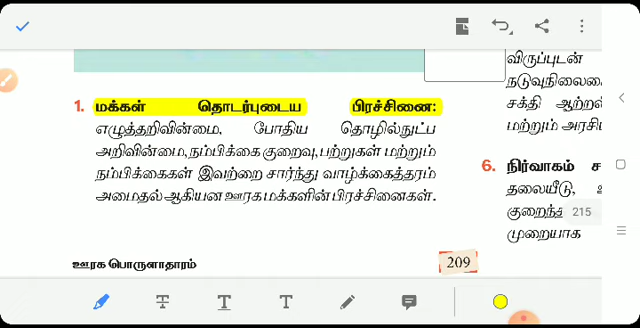 1. மக்கள் தொடர்புடைய பிரச்சினை:
எழுத்தறிவின்மை, போதிய தொழில்நுட்ப
அறிவின்மை, நம்பிக்கை குறைவு, பற்றுகள் மற்றும்
நம்பிக்கைகள் இவற்றை சார்ந்து வாழ்க்கைத்தரம்
அமைதல் ஆகியன ஊரக மக்களின் பிரச்சினைகள்.
ஊரக பொருளாதாரம்
209
விருப்புடன்
நடுவுநிலைமை
சக்தி ஆற்றல்
மற்றும் அரசி
6. நிர்வாகம் ச
தலையீடு,
குறைந்த 215
முறையாக
T T T